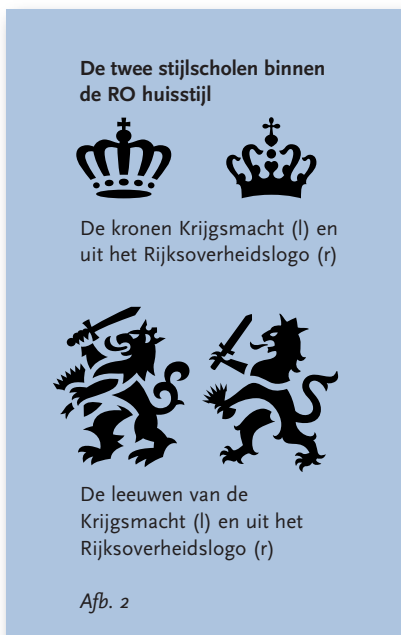 De twee stijlscholen binnen
de RO huisstijl
De kronen Krijgsmacht (l) en
uit het Rijksoverheidslogo (r)
De leeuwen van de
Krijgsmacht (l) en uit het
Rijksoverheidslogo (r)
Afb. 2